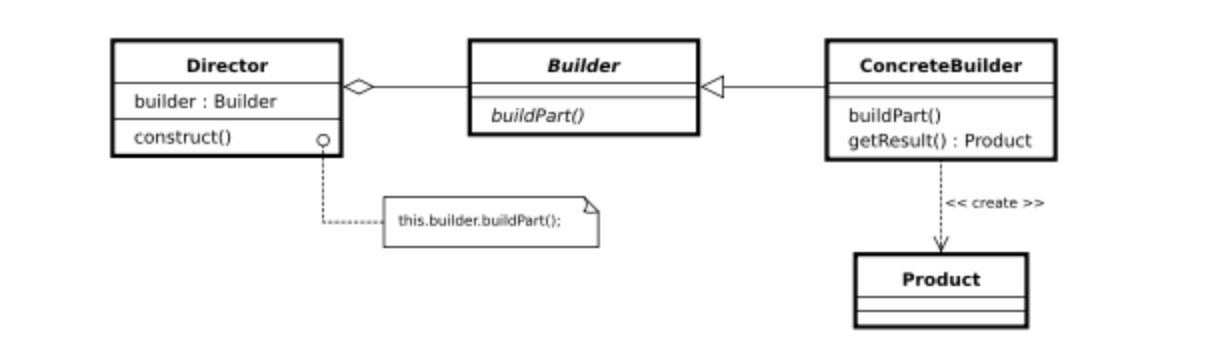 Director
builder : Builder
construct()
Builder
buildPart()
ConcreteBuilder
buildPart()
getResult() : Product
this.builder.buildPart();
<< create >>
Product